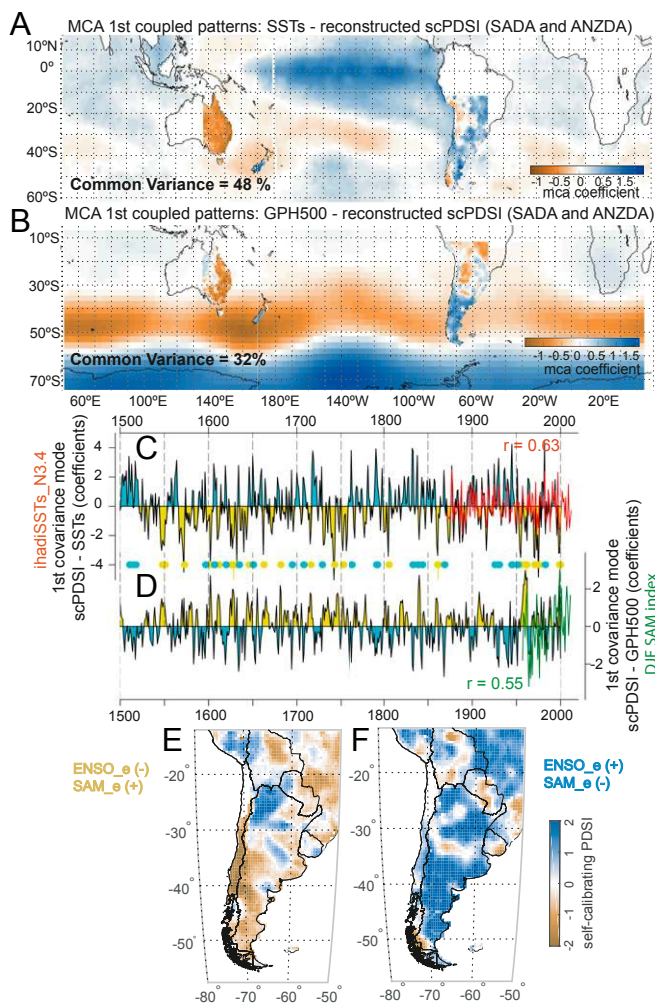 A
MCA 1st coupled patterns: SSTs - reconstructed scPDSI (SADA and ANZDA)
10ºN
0º
20ºS
40ºS
60ºS
Common Variance = 48 %
-1 -0.5 0 0.5 1 1.5
mca coefficient
B
MCA 1st coupled patterns: GPH500 - reconstructed scPDSI (SADA and ANZDA)
10ºS
30ºS
50ºS
70ºS
Common Variance = 32%
-1 -0.5 0 0.5 1 1.5
mca coefficient
60ºE 100ºE 140ºE 180ºE 140ºW 100ºW 60ºW 20ºW 20ºE
1500 1600 1700 1800 1900 2000
C
r = 0.63
ihadiSSTs_N3.4
1st covariance mode
scPDSI - SSTs (coefficients)
4
2
0
-2
-4
D
r = 0.55
2
0
-2
1st covariance mode
scPDSI - GPH500 (coefficients)
DJF SAM index
1500 1600 1700 1800 1900 2000
E
ENSO_e (-)
SAM_e (+)
-20°
-30°
-40°
-50°
-80° -70° -60° -50°
F
ENSO_e (+)
SAM_e (-)
-20°
-30°
-40°
-50°
-80° -70° -60° -50°
2
1
0
-1
-2
self-calibrating PDSI